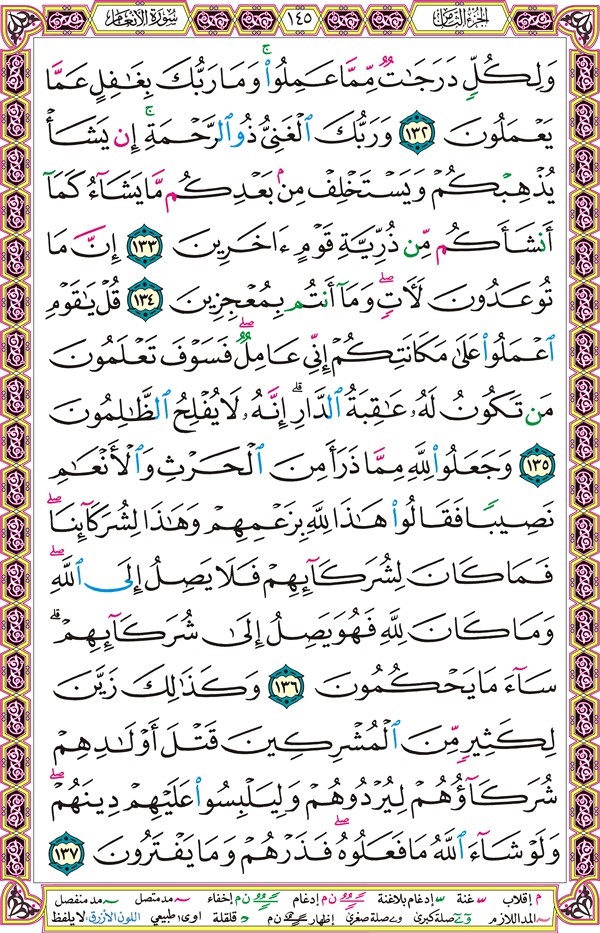 الجزء الثامن ١٤٥ سورة الأنعام
وَلِكُلٍّ دَرَجَٰتٌ مِّمَّا عَمِلُوا۟ ۚ وَمَا رَبُّكَ بِغَٰفِلٍ عَمَّا
يَعْمَلُونَ ١٣٢ وَرَبُّكَ ٱلْغَنِىُّ ذُو ٱلرَّحْمَةِ ۚ إِن يَشَأْ
يُذْهِبْكُمْ وَيَسْتَخْلِفْ مِنۢ بَعْدِكُم مَّا يَشَآءُ كَمَآ
أَنشَأَكُم مِّن ذُرِّيَّةِ قَوْمٍ ءَاخَرِينَ ١٣٣ إِنَّ مَا
تُوعَدُونَ لَءَاتٍ ۖ وَمَآ أَنتُم بِمُعْجِزِينَ ١٣٤ قُلْ يَٰقَوْمِ
ٱعْمَلُوا۟ عَلَىٰ مَكَانَتِكُمْ إِنِّى عَامِلٌ ۖ فَسَوْفَ تَعْلَمُونَ
مَن تَكُونُ لَهُۥ عَٰقِبَةُ ٱلدَّارِ ۗ إِنَّهُۥ لَا يُفْلِحُ ٱلظَّٰلِمُونَ
١٣٥ وَجَعَلُوا۟ لِلَّهِ مِمَّا ذَرَأَ مِنَ ٱلْحَرْثِ وَٱلْأَنْعَٰمِ
نَصِيبًا فَقَالُوا۟ هَٰذَا لِلَّهِ بِزَعْمِهِمْ وَهَٰذَا لِشُرَكَآئِنَا ۖ
فَمَا كَانَ لِشُرَكَآئِهِمْ فَلَا يَصِلُ إِلَى ٱللَّهِ ۖ
وَمَا كَانَ لِلَّهِ فَهُوَ يَصِلُ إِلَىٰ شُرَكَآئِهِمْ ۗ
سَآءَ مَا يَحْكُمُونَ ١٣٦ وَكَذَٰلِكَ زَيَّنَ
لِكَثِيرٍ مِّنَ ٱلْمُشْرِكِينَ قَتْلَ أَوْلَٰدِهِمْ
شُرَكَآؤُهُمْ لِيُرْدُوهُمْ وَلِيَلْبِسُوا۟ عَلَيْهِمْ دِينَهُمْ ۖ
وَلَوْ شَآءَ ٱللَّهُ مَا فَعَلُوهُ ۖ فَذَرْهُمْ وَمَا يَفْتَرُونَ ١٣٧
م إقلاب غنة إدغام بلاغنة ن م إدغام ن م إخفاء مد متصل مد منفصل
المد اللازم صلة كبرى صلة صغرى إظهار ن م قلقلة اوى طبيعي اللون الأزرق: لا يلفظ